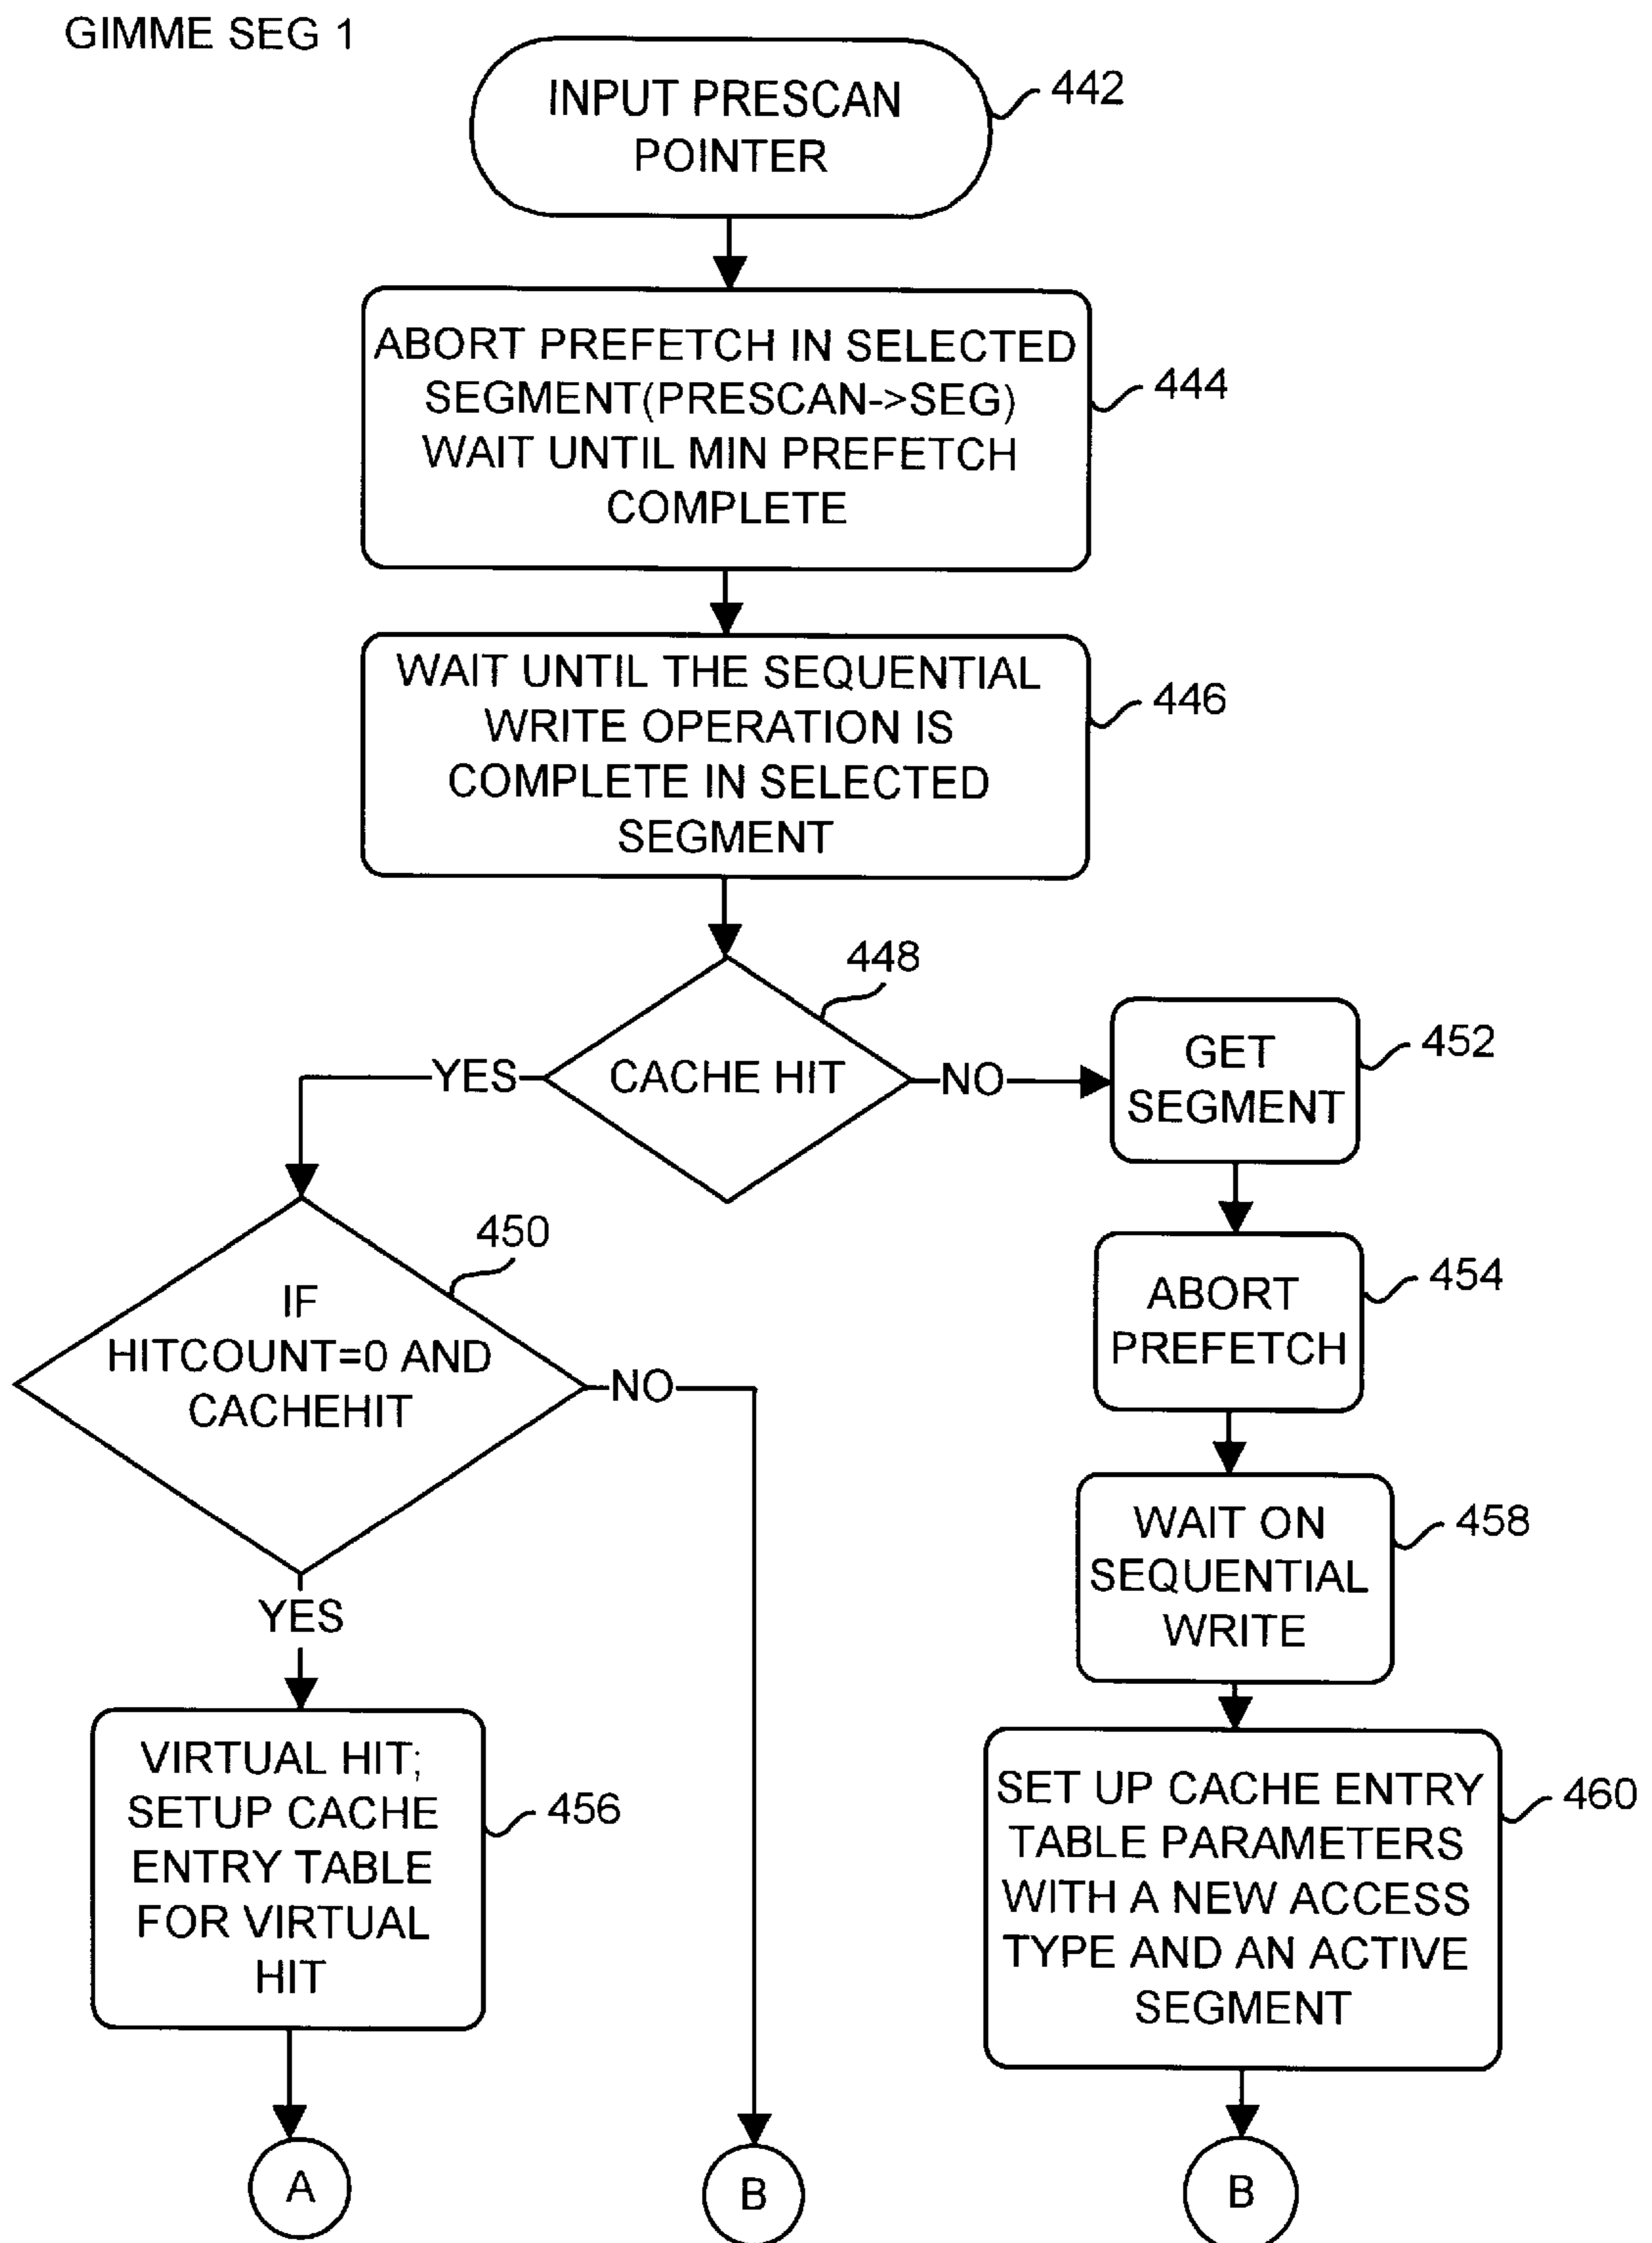 GIMME SEG 1
INPUT PRESCAN
POINTER
442
ABORT PREFETCH IN SELECTED
SEGMENT(PRESCAN->SEG)
WAIT UNTIL MIN PREFETCH
COMPLETE
444
WAIT UNTIL THE SEQUENTIAL
WRITE OPERATION IS
COMPLETE IN SELECTED
SEGMENT
446
448
YES
CACHE HIT
NO
GET
SEGMENT
452
450
IF
HITCOUNT=0 AND
CACHEHIT
NO
YES
ABORT
PREFETCH
454
WAIT ON
SEQUENTIAL
WRITE
458
VIRTUAL HIT;
SETUP CACHE
ENTRY TABLE
FOR VIRTUAL
HIT
456
SET UP CACHE ENTRY
TABLE PARAMETERS
WITH A NEW ACCESS
TYPE AND AN ACTIVE
SEGMENT
460
A
B
B